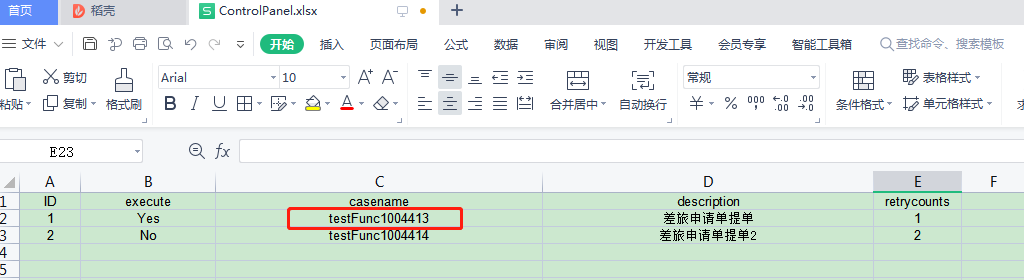 首页 稻壳 ControlPanel.xlsx
文件 开始 插入 页面布局 公式 数据 审阅 视图 开发工具 会员专享 智能工具箱 查找命令、搜索模板
剪切 Arial 10 A+ A- 自动换行 常规 表格样式
粘贴 复制 格式刷 B I U A 合并居中 ¥ % 000 条件格式 单元格样式
E23 fx
A B C D E F
1 ID execute casename description retrycounts
2 1 Yes testFunc1004413 差旅申请单提单 1
3 2 No testFunc1004414 差旅申请单提单2 2
4
5